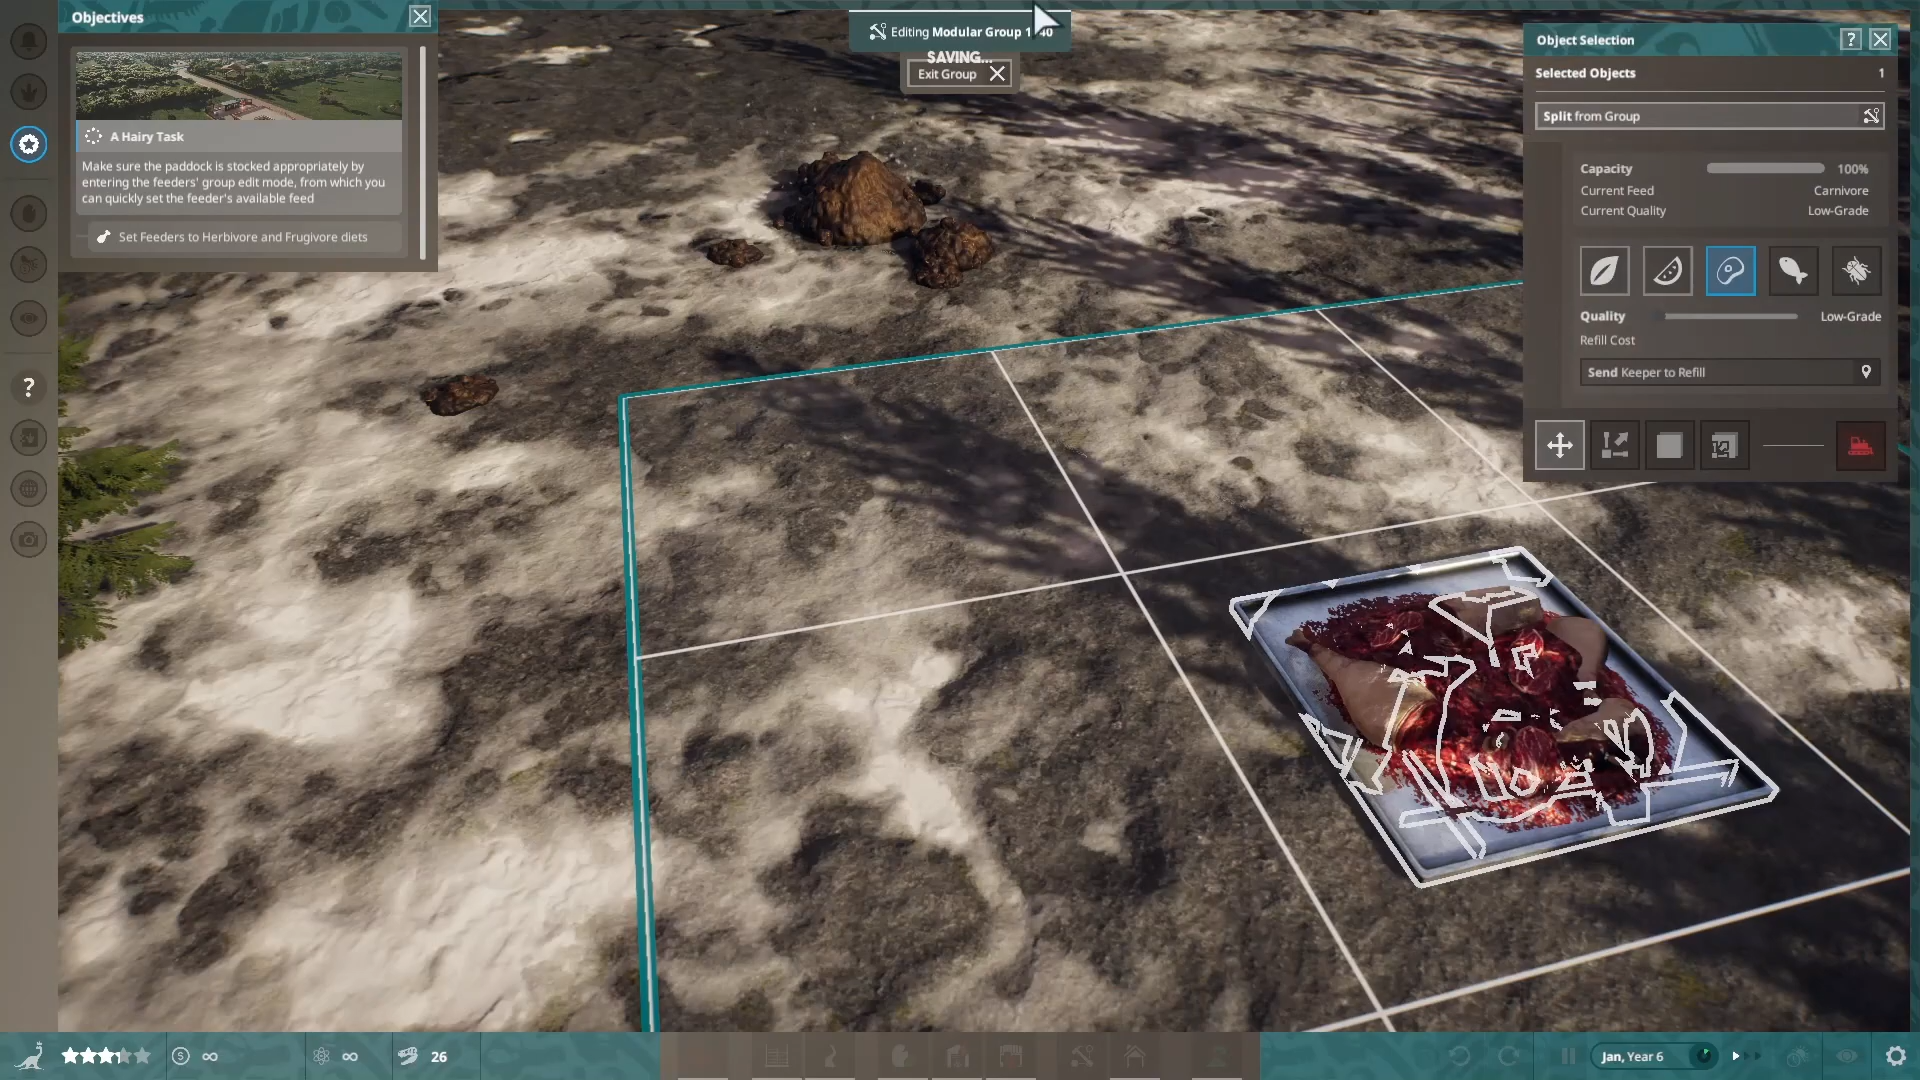 Objectives
A Hairy Task
Make sure the paddock is stocked appropriately by
entering the feeders' group edit mode, from which you
can quickly set the feeder's available feed
Set Feeders to Herbivore and Frugivore diets
Editing Modular Group 1 40
SAVING...
Exit Group
Object Selection
?
Selected Objects 1
Split from Group
Capacity 100%
Current Feed Carnivore
Current Quality Low-Grade
Quality Low-Grade
Refill Cost
Send Keeper to Refill
?
∞
∞
26
Jan, Year 6